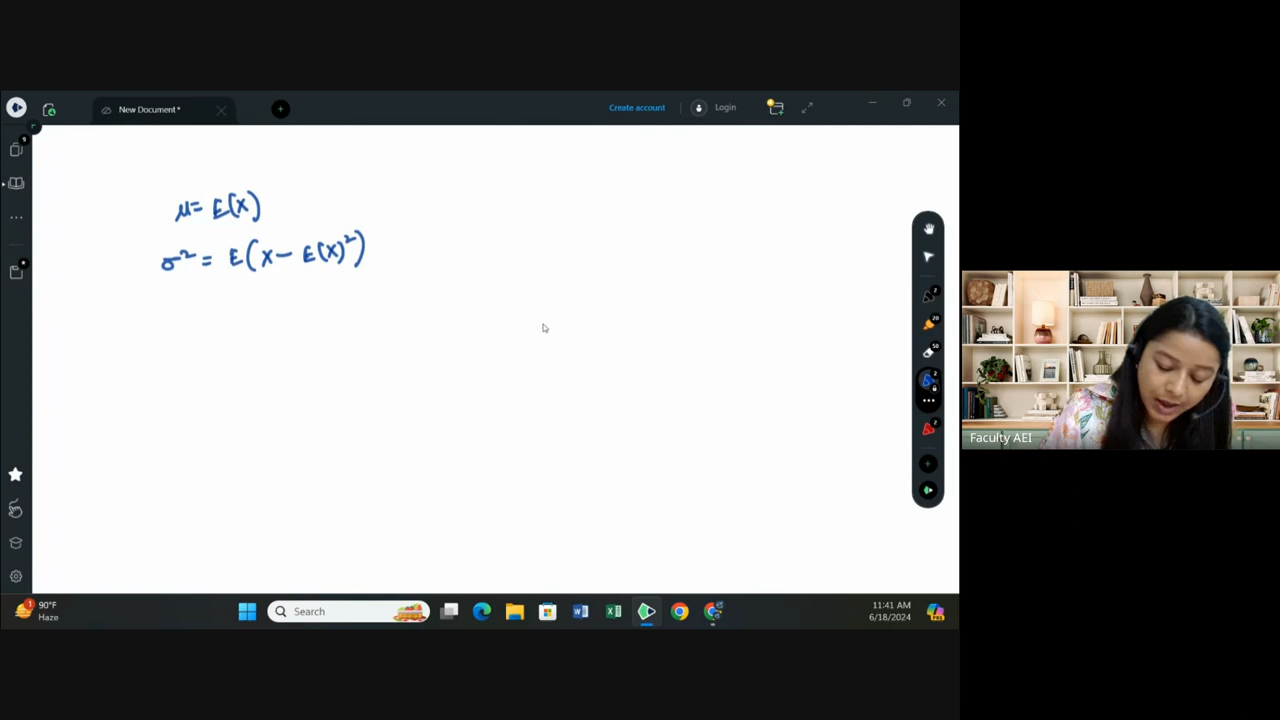 New Document*
Create account
Login
μ= E(X)
σ² = E(X- E(X)²)
Faculty AEI
90°F
Haze
Search
11:41 AM
6/18/2024